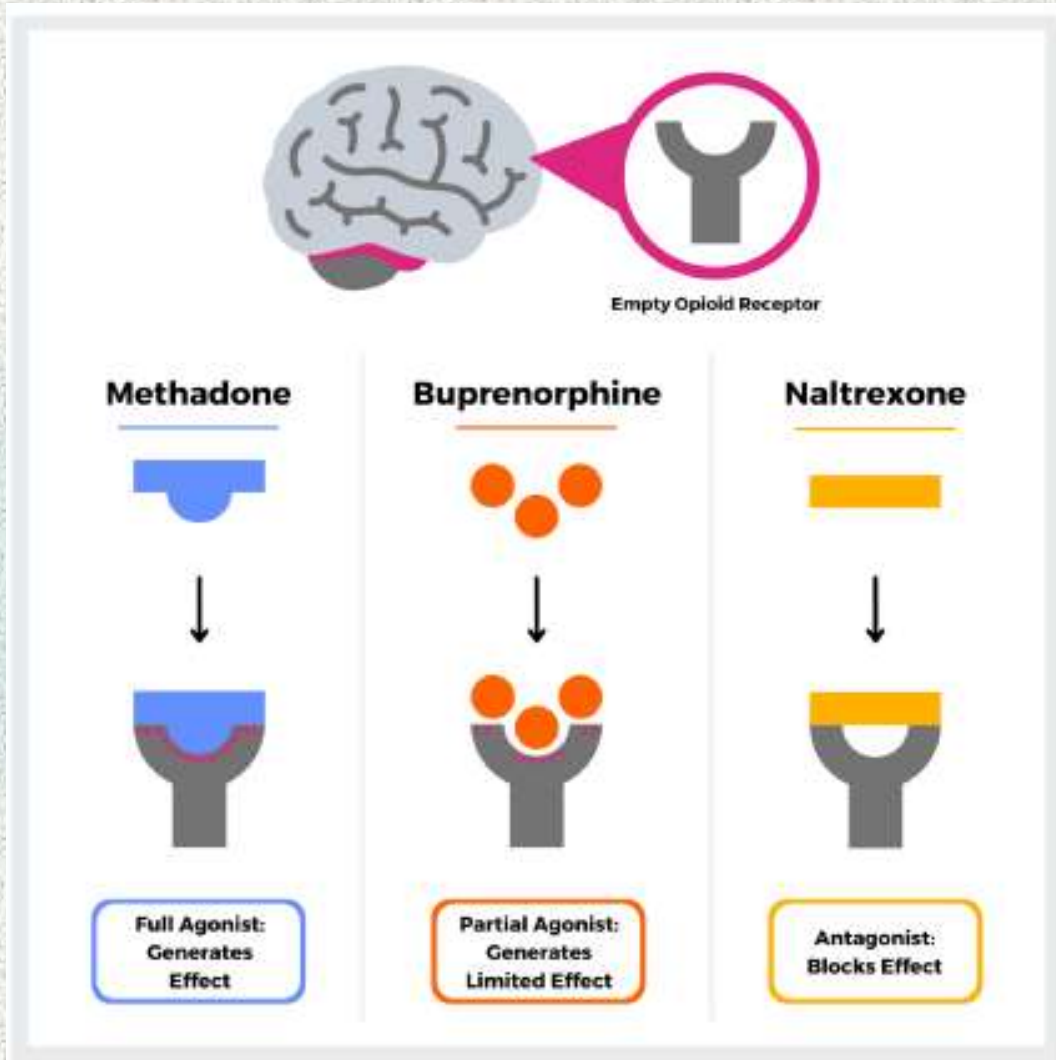 Empty Opioid Receptor
Methadone
Buprenorphine
Naltrexone
Full Agonist:
Generates
Effect
Partial Agonist:
Generates
Limited Effect
Antagonist:
Blocks Effect